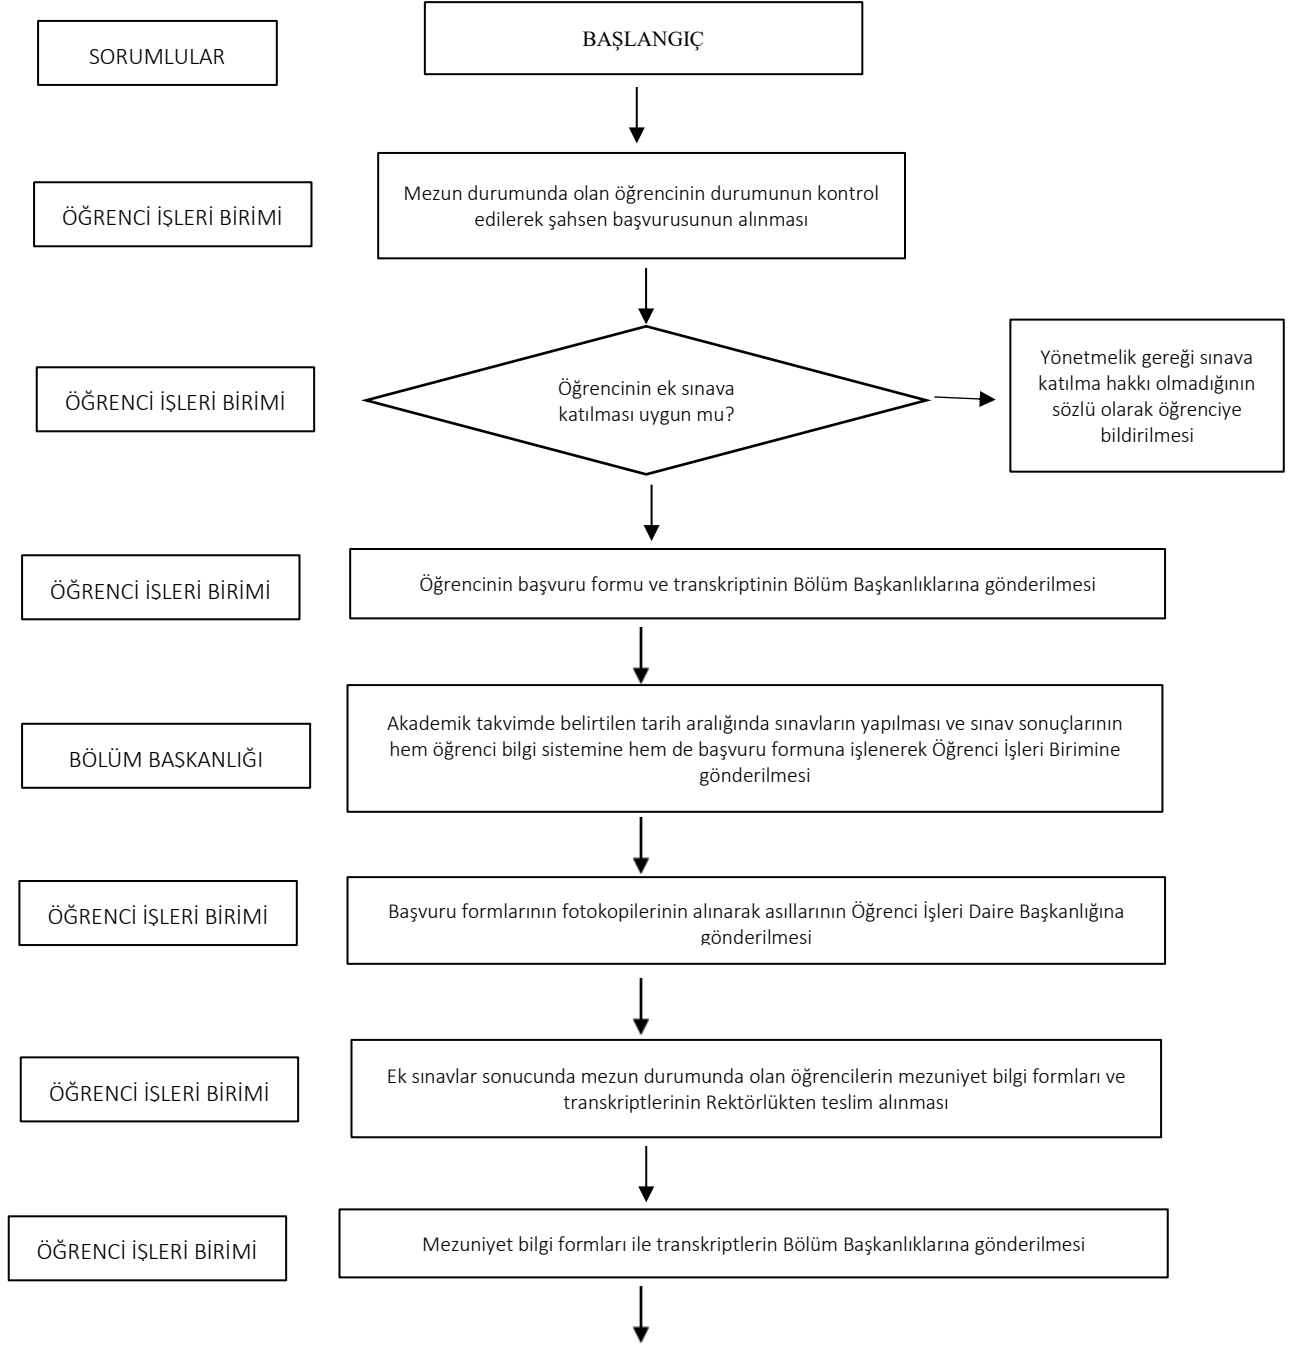 SORUMLULAR
BAŞLANGIÇ
ÖĞRENCİ İŞLERİ BİRİMİ
Mezun durumunda olan öğrencinin durumunun kontrol
edilerek şahsen başvurusunun alınması
ÖĞRENCİ İŞLERİ BİRİMİ
Öğrencinin ek sınava
katılması uygun mu?
Yönetmelik gereği sınava
katılma hakkı olmadığının
sözlü olarak öğrenciye
bildirilmesi
ÖĞRENCİ İŞLERİ BİRİMİ
Öğrencinin başvuru formu ve transkriptinin Bölüm Başkanlıklarına gönderilmesi
BÖLÜM BAŞKANLIĞI
Akademik takvimde belirtilen tarih aralığında sınavların yapılması ve sınav sonuçlarının
hem öğrenci bilgi sistemine hem de başvuru formuna işlenerek Öğrenci İşleri Birimine
gönderilmesi
ÖĞRENCİ İŞLERİ BİRİMİ
Başvuru formlarının fotokopilerinin alınarak asıllarının Öğrenci İşleri Daire Başkanlığına
gönderilmesi
ÖĞRENCİ İŞLERİ BİRİMİ
Ek sınavlar sonucunda mezun durumunda olan öğrencilerin mezuniyet bilgi formları ve
transkriptlerinin Rektörlükten teslim alınması
ÖĞRENCİ İŞLERİ BİRİMİ
Mezuniyet bilgi formları ile transkriptlerin Bölüm Başkanlıklarına gönderilmesi